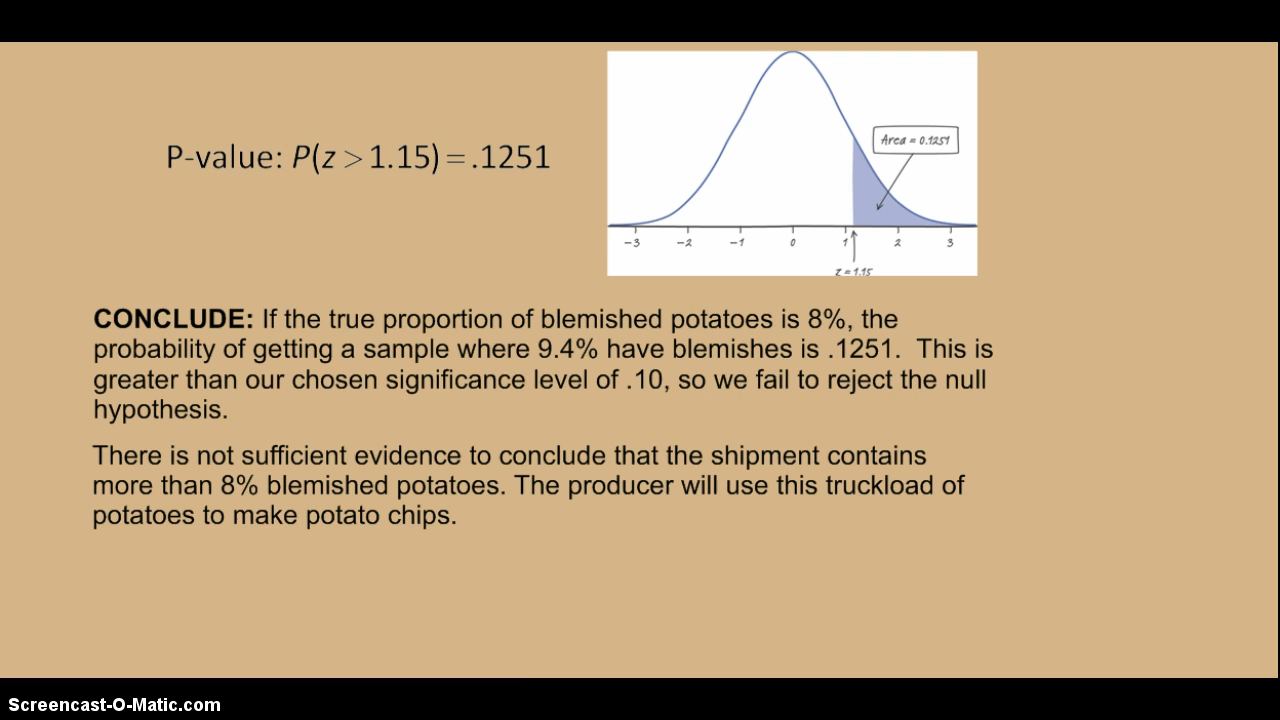 P-value: P(z > 1.15) = .1251
Area = 0.1251
−3 −2 −1 0 1 2 3
z = 1.15
CONCLUDE: If the true proportion of blemished potatoes is 8%, the
probability of getting a sample where 9.4% have blemishes is .1251.  This is
greater than our chosen significance level of .10, so we fail to reject the null
hypothesis.
There is not sufficient evidence to conclude that the shipment contains
more than 8% blemished potatoes. The producer will use this truckload of
potatoes to make potato chips.
Screencast-O-Matic.com